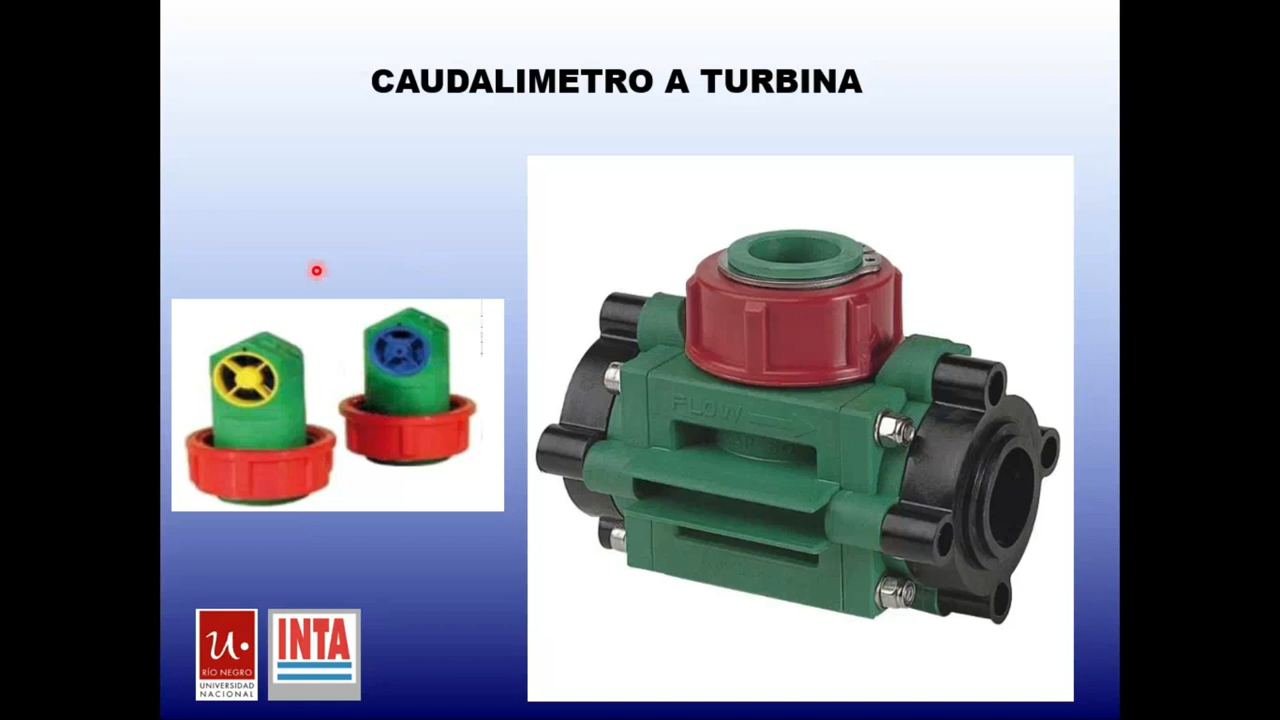 CAUDALIMETRO A TURBINA
FLOW
U.
RÍO NEGRO
UNIVERSIDAD
NACIONAL
INTA